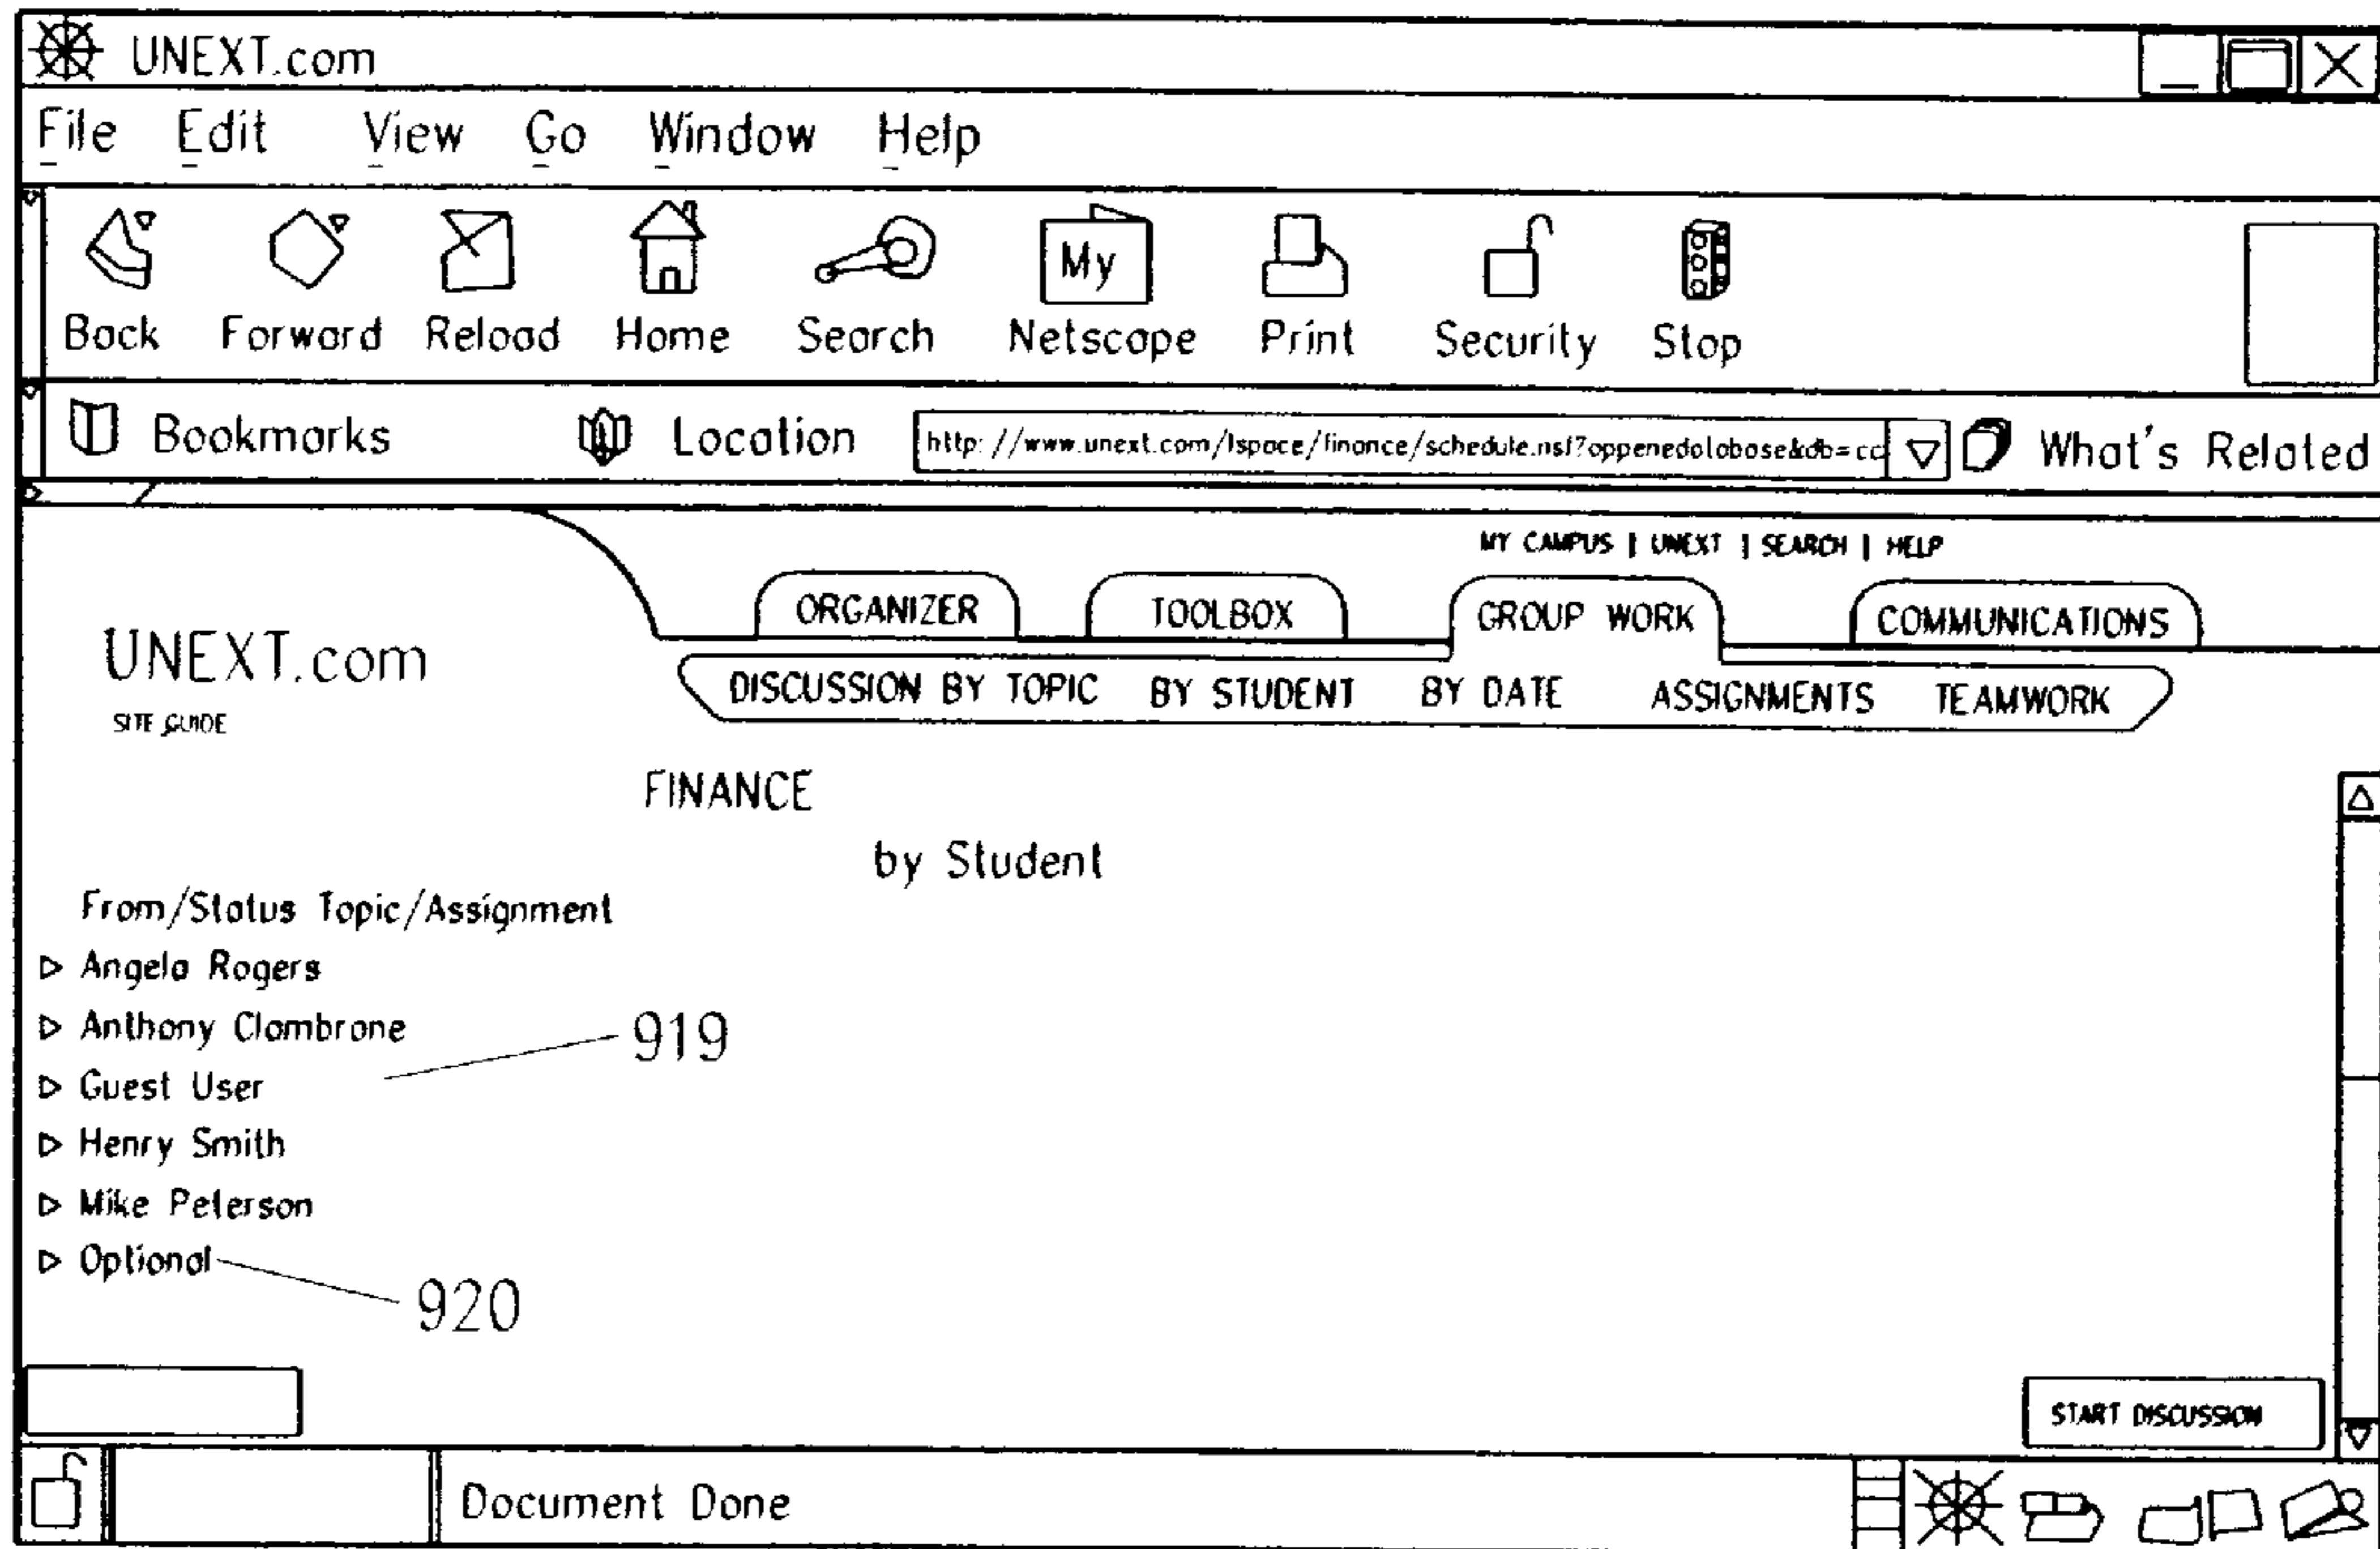 UNEXT.com
File Edit View Go Window Help
My
Back Forward Reload Home Search Netscape Print Security Stop
Bookmarks Location http://www.unext.com/lspace/finance/schedule.nsf?oppenedolobose&db=cc What's Related
MY CAMPUS | UNEXT | SEARCH | HELP
ORGANIZER TOOLBOX GROUP WORK COMMUNICATIONS
UNEXT.com
DISCUSSION BY TOPIC BY STUDENT BY DATE ASSIGNMENTS TEAMWORK
SITE GUIDE
FINANCE
by Student
From/Status Topic/Assignment
Angela Rogers
Anthony Clambrone
919
Guest User
Henry Smith
Mike Peterson
Optional
920
START DISCUSSION
Document Done